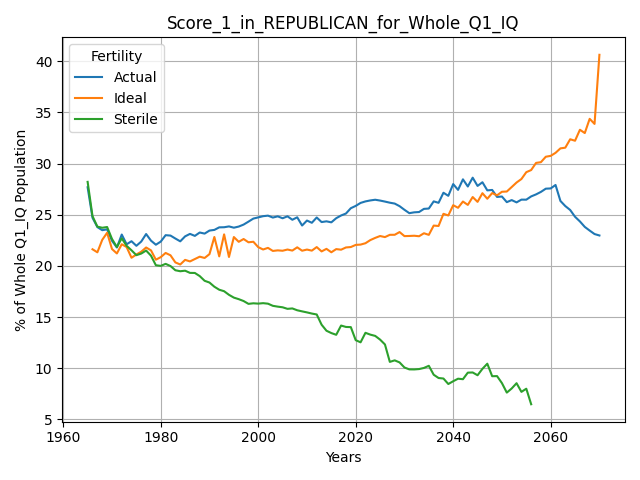 Score_1_in_REPUBLICAN_for_Whole_Q1_IQ
Fertility
Actual
Ideal
Sterile
% of Whole Q1_IQ Population
40
35
30
25
20
15
10
5
1960
1980
2000
2020
2040
2060
Years